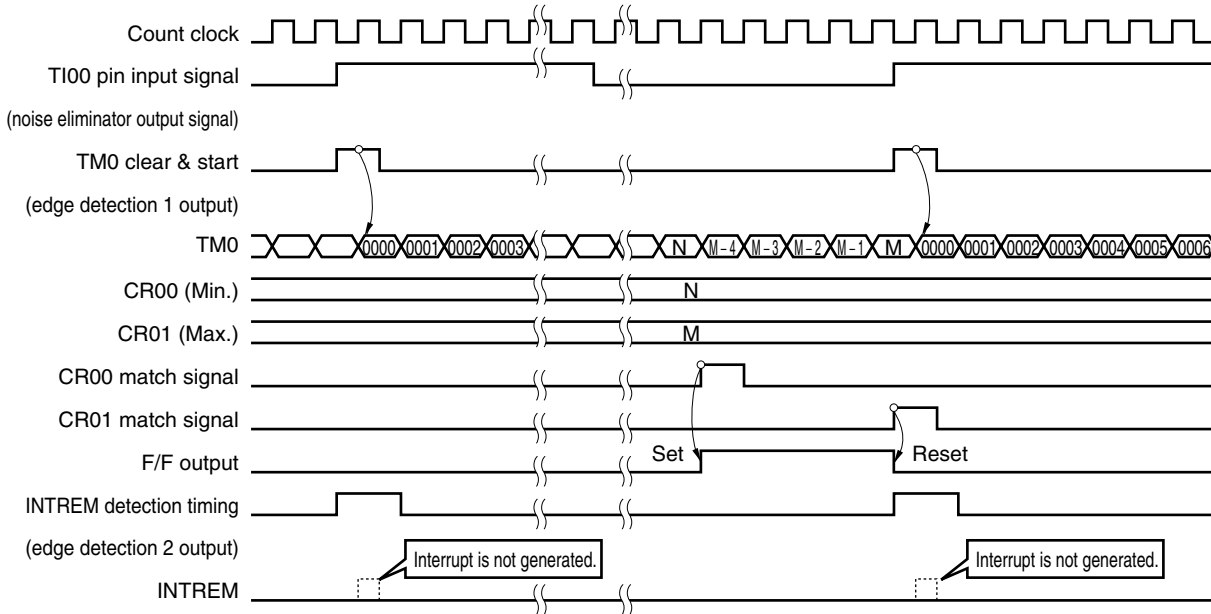 Count clock
TI00 pin input signal
(noise eliminator output signal)
TM0 clear & start
(edge detection 1 output)
TM0 0000 0001 0002 0003 N M – 4 M – 3 M – 2 M – 1 M 0000 0001 0002 0003 0004 0005 0006
CR00 (Min.) N
CR01 (Max.) M
CR00 match signal
CR01 match signal
F/F output Set Reset
INTREM detection timing
(edge detection 2 output) Interrupt is not generated. Interrupt is not generated.
INTREM